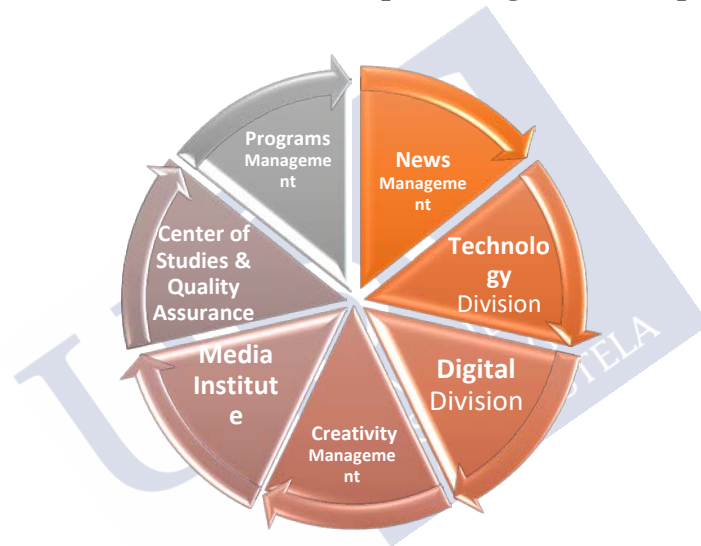 News
Manageme
nt
Technolo
gy
Division
Digital
Division
Creativity
Manageme
nt
Media
Institut
e
Center of
Studies &
Quality
Assurance
Programs
Manageme
nt